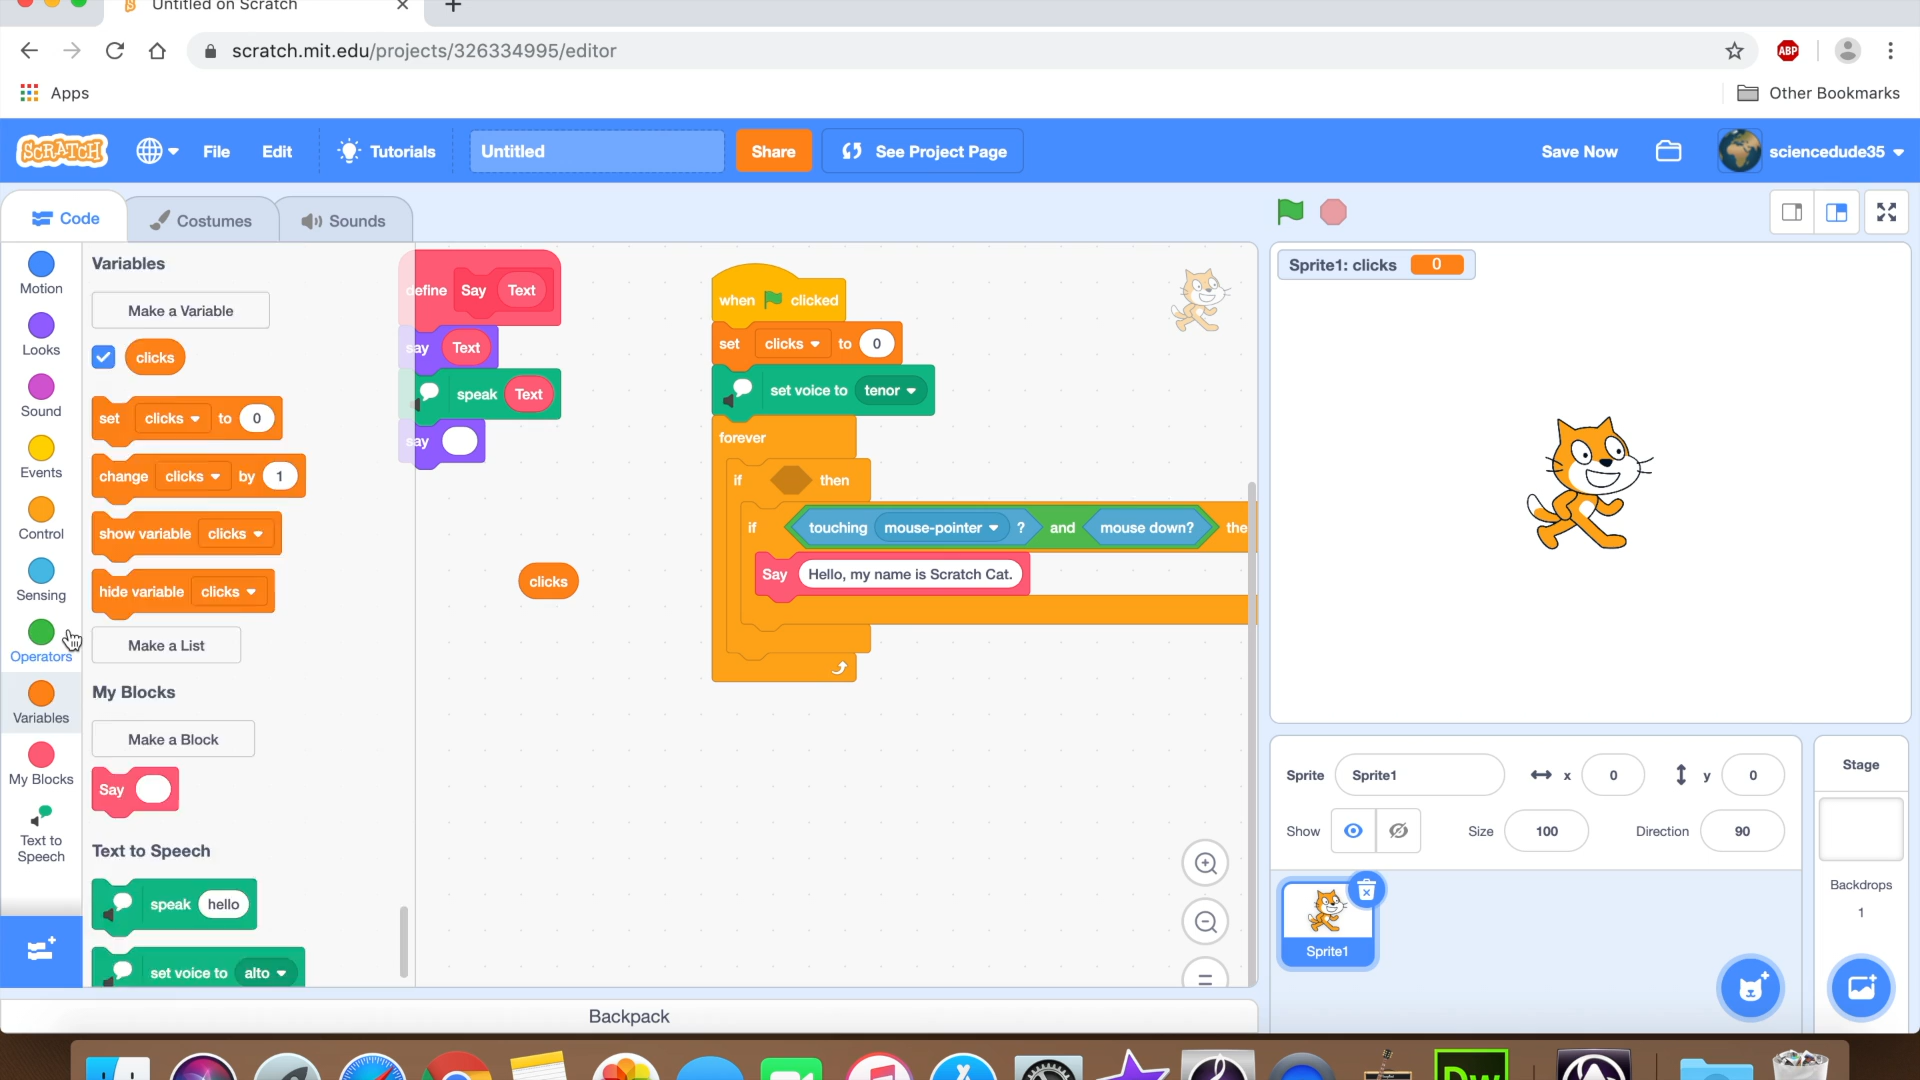 Untitled on Scratch
scratch.mit.edu/projects/326334995/editor
ABP
Apps
Other Bookmarks
SCRATCH
File
Edit
Tutorials
Untitled
Share
See Project Page
Save Now
sciencedude35
Code
Costumes
Sounds
Motion
Looks
Sound
Events
Control
Sensing
Operators
Variables
My Blocks
Text to
Speech
Variables
Make a Variable
clicks
set clicks to 0
change clicks by 1
show variable clicks
hide variable clicks
Make a List
My Blocks
Make a Block
Say
Text to Speech
speak hello
set voice to alto
define Say Text
say Text
speak Text
say
clicks
when clicked
set clicks to 0
set voice to tenor
forever
if then
if touching mouse-pointer ? and mouse down? the
Say Hello, my name is Scratch Cat.
Sprite1: clicks 0
Sprite Sprite1 x 0 y 0
Show Size 100 Direction 90
Sprite1
Stage
Backdrops
1
Backpack
Dw